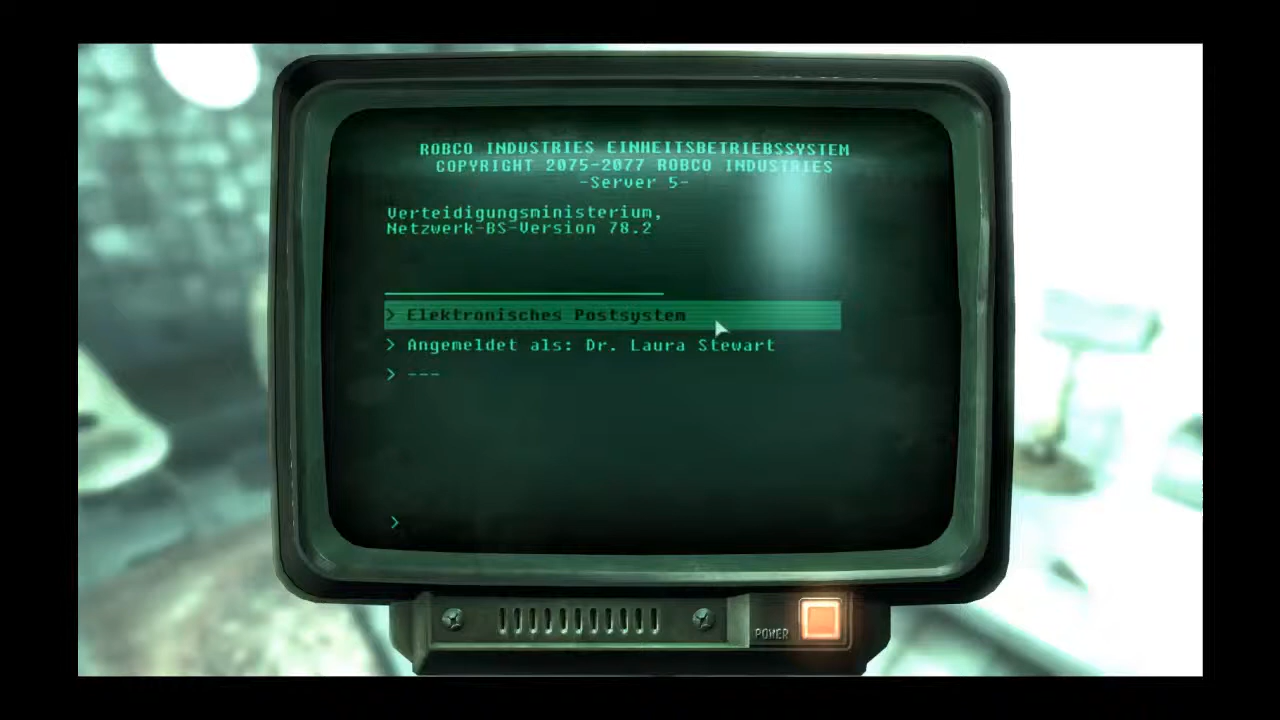 ROBCO INDUSTRIES EINHEITSBETRIEBSSYSTEM
COPYRIGHT 2075-2077 ROBCO INDUSTRIES
-Server 5-
Verteidigungsministerium,
Netzwerk-BS-Version 78.2
> Elektronisches Postsystem
> Angemeldet als: Dr. Laura Stewart
> ---
>
POWER